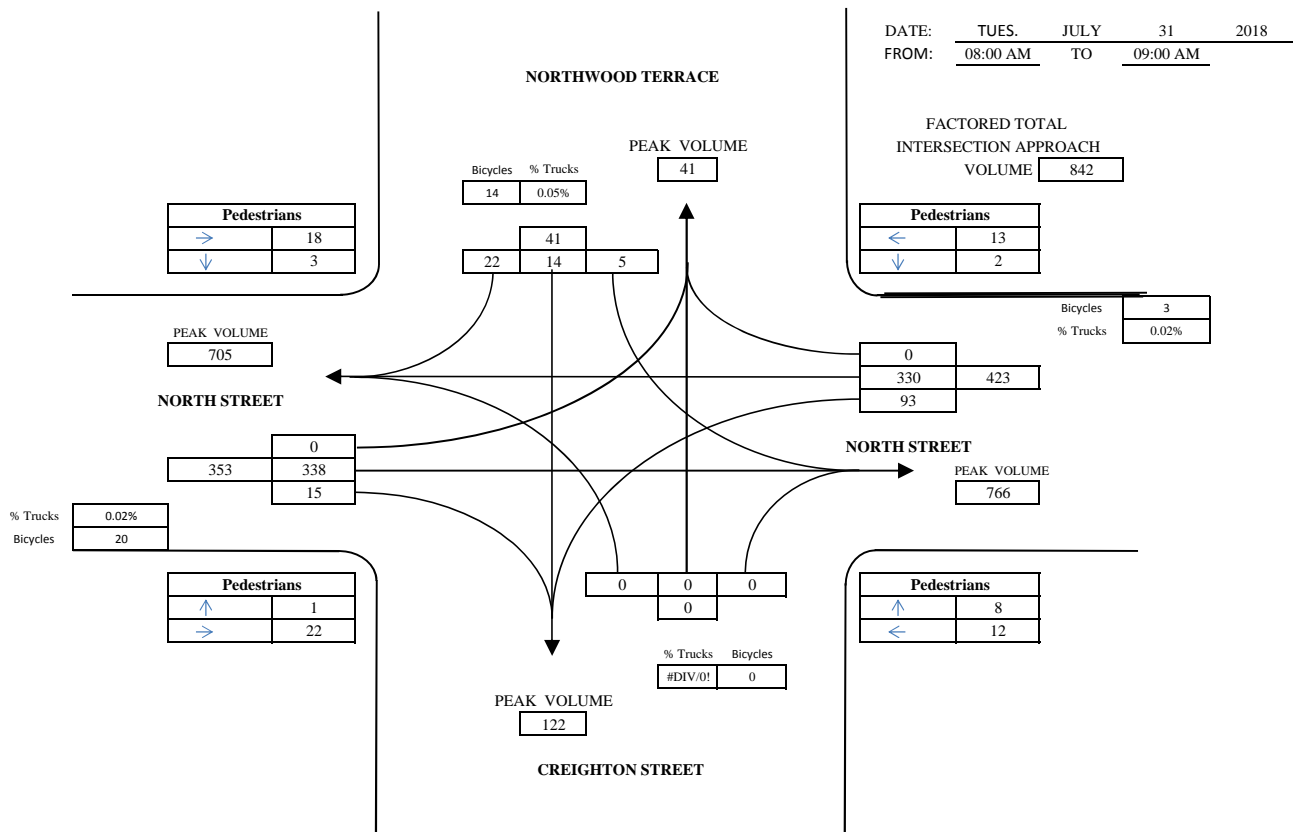 DATE: TUES. JULY 31 2018
FROM: 08:00 AM TO 09:00 AM
NORTHWOOD TERRACE
FACTORED TOTAL
INTERSECTION APPROACH
VOLUME 842
PEAK VOLUME
41
Bicycles % Trucks
14 0.05%
Pedestrians
→ 18
↓ 3
41
22 14 5
Pedestrians
← 13
↓ 2
Bicycles 3
% Trucks 0.02%
PEAK VOLUME
705
0
330 423
93
NORTH STREET
0
353 338
15
NORTH STREET
PEAK VOLUME
766
% Trucks 0.02%
Bicycles 20
Pedestrians
↑ 1
→ 22
0 0 0
0
Pedestrians
↑ 8
← 12
% Trucks Bicycles
#DIV/0! 0
PEAK VOLUME
122
CREIGHTON STREET